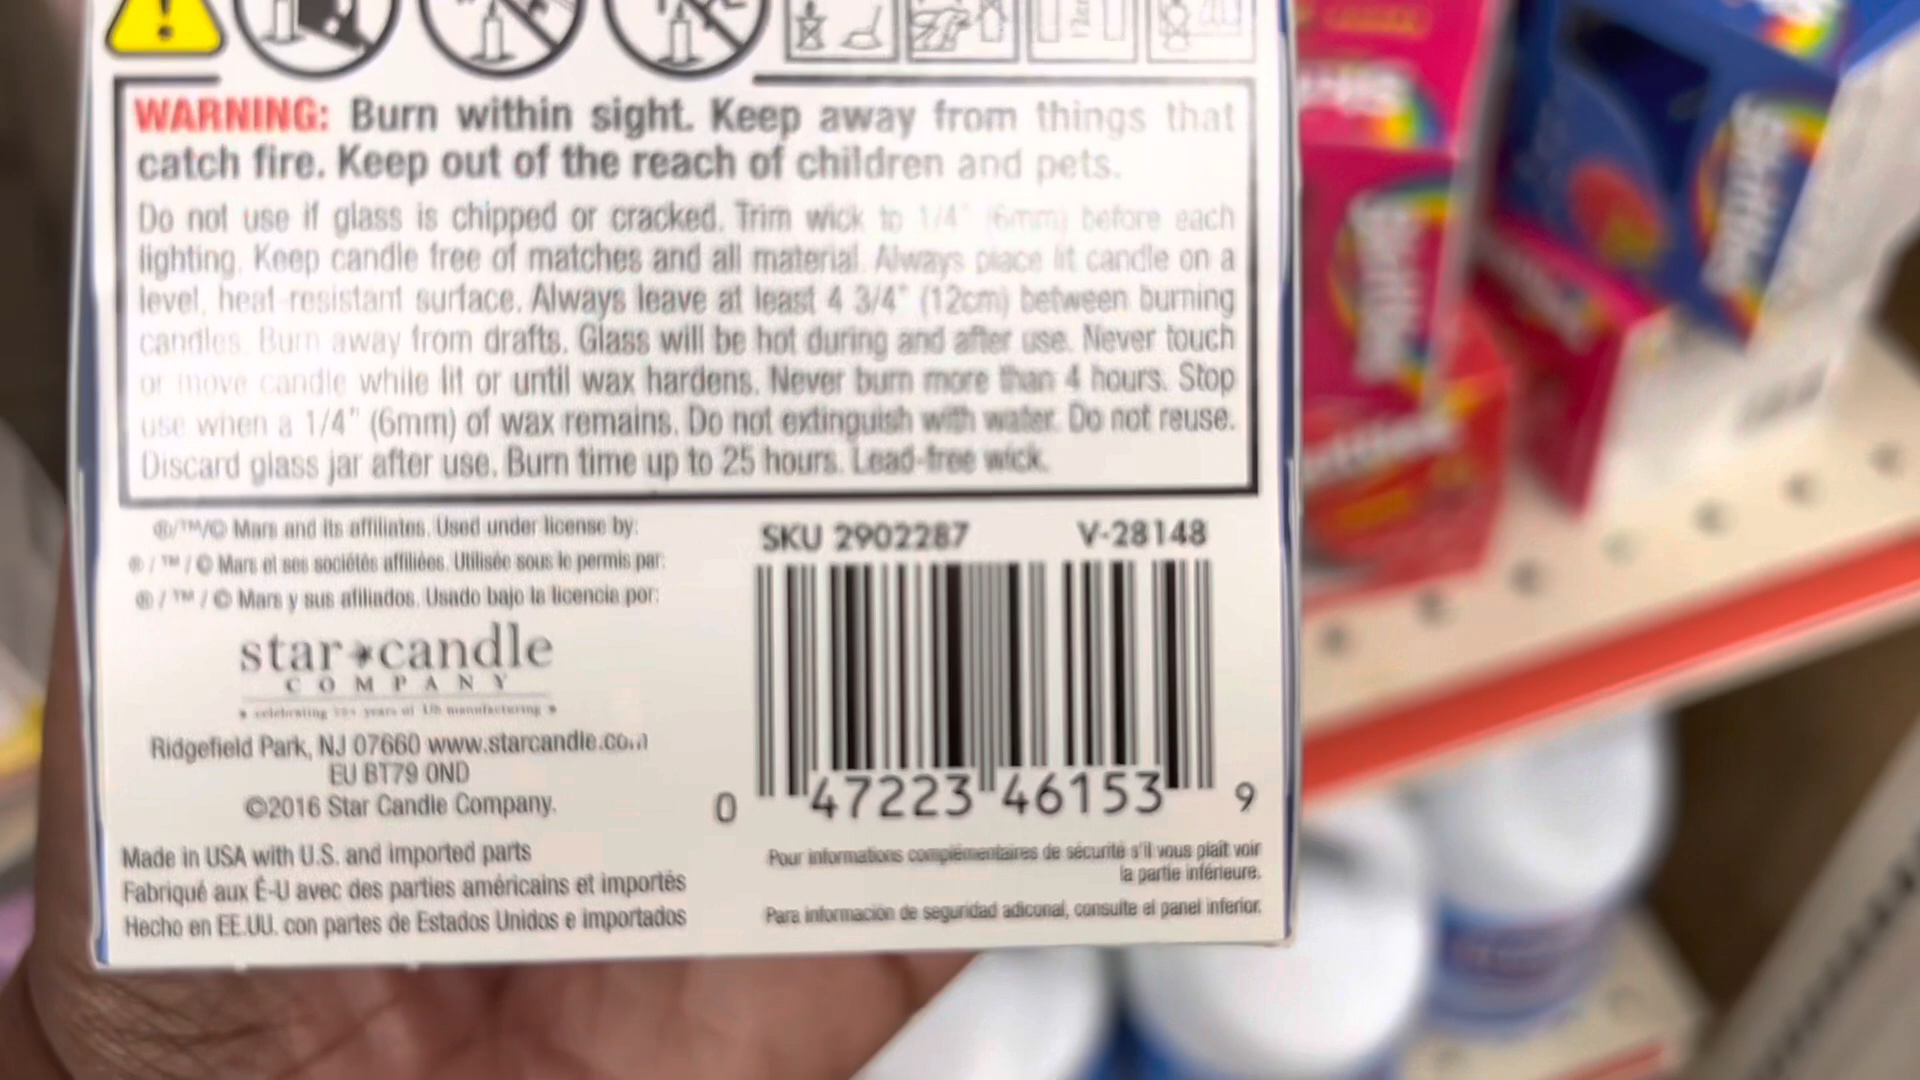 WARNING: Burn within sight. Keep away from things that
catch fire. Keep out of the reach of children and pets.
Do not use if glass is chipped or cracked. Trim wick to 1/4" (6mm) before each
lighting. Keep candle free of matches and all material. Always place lit candle on a
level, heat-resistant surface. Always leave at least 4 3/4" (12cm) between burning
candles. Burn away from drafts. Glass will be hot during and after use. Never touch
or move candle while lit or until wax hardens. Never burn more than 4 hours. Stop
use when a 1/4" (6mm) of wax remains. Do not extinguish with water. Do not reuse.
Discard glass jar after use. Burn time up to 25 hours. Lead-free wick.
®/™/© Mars and its affiliates. Used under license by:
® / ™ / © Mars et ses sociétés affiliées. Utilisée sous le permis par:
® / ™ / © Mars y sus afiliados. Usado bajo la licencia por:
star candle
COMPANY
celebrating years of US manufacturing
Ridgefield Park, NJ 07660 www.starcandle.com
EU BT79 0ND
©2016 Star Candle Company.
Made in USA with U.S. and imported parts
Fabriqué aux É-U avec des parties américains et importés
Hecho en EE.UU. con partes de Estados Unidos e importados
SKU 2902287 V-28148
0 47223 46153 9
Pour informations complémentaires de sécurité s'il vous plaît voir
la partie inférieure.
Para información de seguridad adiconal, consulte el panel inferior.